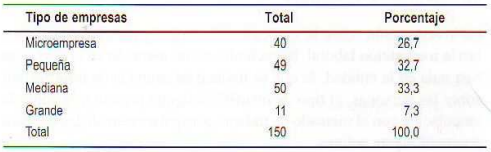 Tipo de empresas Total Porcentaje
Microempresa 40 26,7
Pequeña 49 32,7
Mediana 50 33,3
Grande 11 7,3
Total 150 100,0